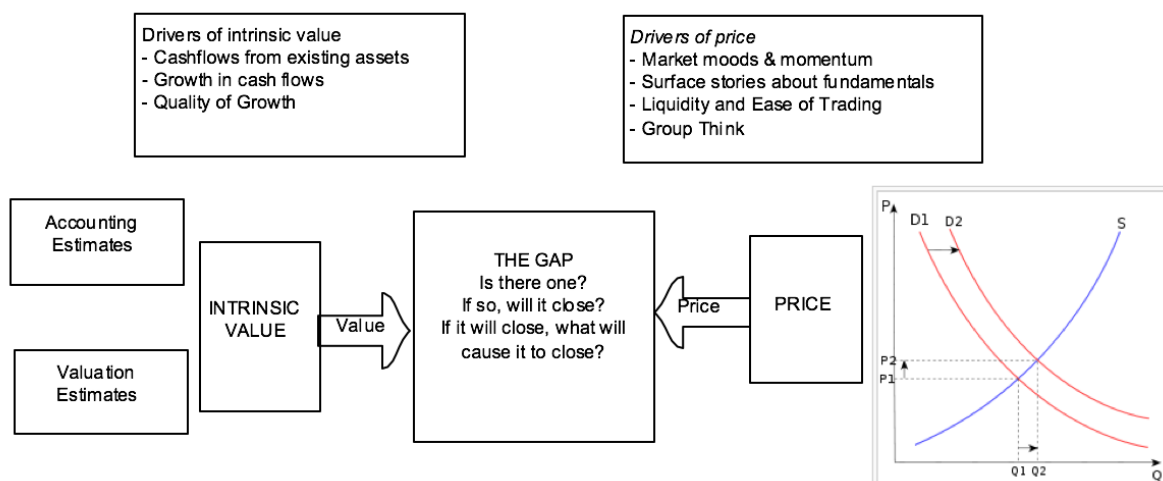 Drivers of intrinsic value
- Cashflows from existing assets
- Growth in cash flows
- Quality of Growth
Drivers of price
- Market moods & momentum
- Surface stories about fundamentals
- Liquidity and Ease of Trading
- Group Think
Accounting
Estimates
Valuation
Estimates
INTRINSIC
VALUE
Value
THE GAP
Is there one?
If so, will it close?
If it will close, what will
cause it to close?
Price
PRICE
P
D1 D2
S
P2
P1
Q1 Q2
Q